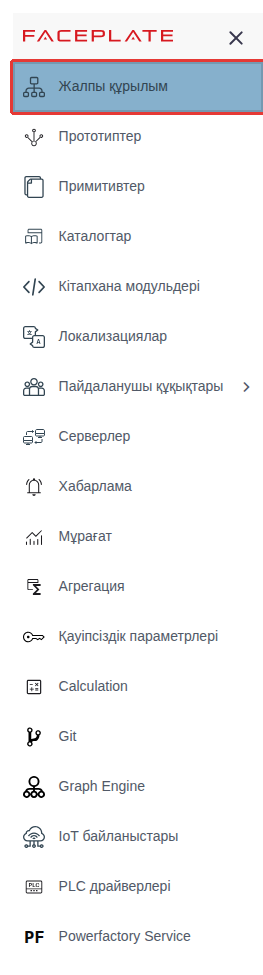 FACEPLATE
Жалпы құрылым
Прототиптер
Примитивтер
Каталогтар
Кітапхана модульдері
Локализациялар
Пайдаланушы құқықтары
Серверлер
Хабарлама
Мұрағат
Агрегация
Қауіпсіздік параметрлері
Calculation
Git
Graph Engine
IoT байланыстары
PLC
PLC драйверлері
PF Powerfactory Service